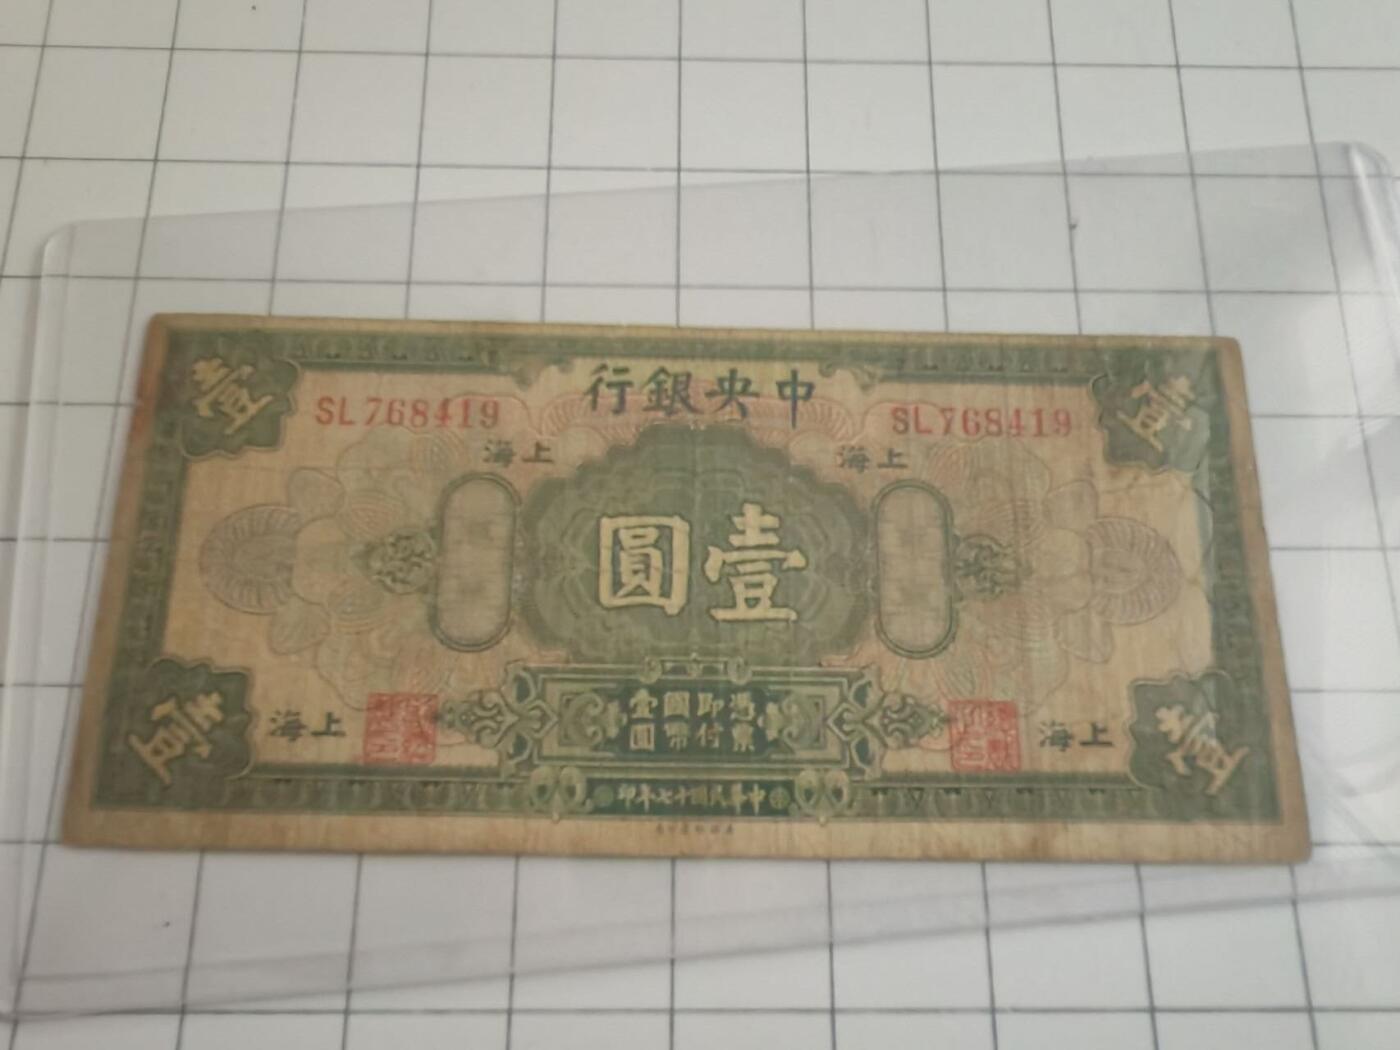 中央銀行
SL768419 SL768419
上海 上海
壹 壹
壹圓
憑票即付國幣壹圓
上海 上海
壹 壹
中華民國十七年印